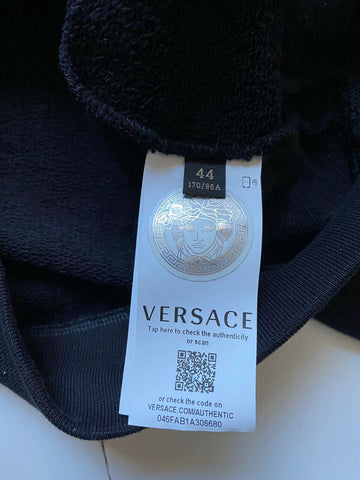 44
170/96A
VERSACE
Tap here to check the authenticity
or scan
or check the code on
VERSACE.COM/AUTHENTIC
046FAB1A306680